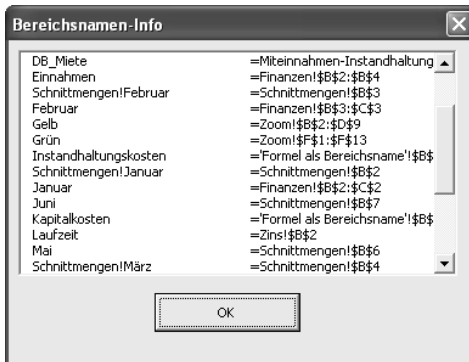 Bereichsnamen-Info
DB_Miete =Miteinnahmen-Instandhaltung
Einnahmen =Finanzen!$B$2:$B$4
Schnittmengen!Februar =Schnittmengen!$B$3
Februar =Finanzen!$B$3:$C$3
Gelb =Zoom!$B$2:$D$9
Grün =Zoom!$F$1:$F$13
Instandhaltungskosten ='Formel als Bereichsname'!$B$
Schnittmengen!Januar =Schnittmengen!$B$2
Januar =Finanzen!$B$2:$C$2
Juni =Schnittmengen!$B$7
Kapitalkosten ='Formel als Bereichsname'!$B$
Laufzeit =Zins!$B$2
Mai =Schnittmengen!$B$6
Schnittmengen!März =Schnittmengen!$B$4
OK